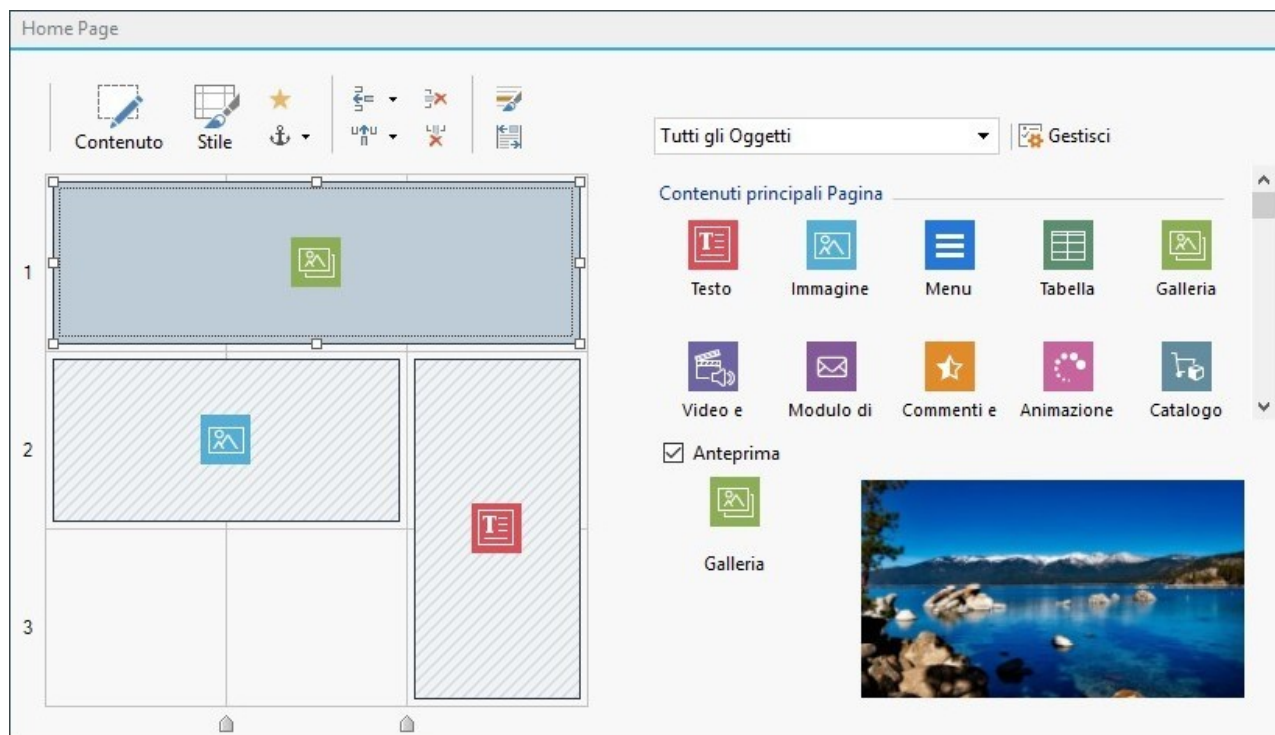 Home Page
Contenuto
Stile
Tutti gli Oggetti
Gestisci
Contenuti principali Pagina
Testo
Immagine
Menu
Tabella
Galleria
Video e
Modulo di
Commenti e
Animazione
Catalogo
Anteprima
Galleria
1
2
3